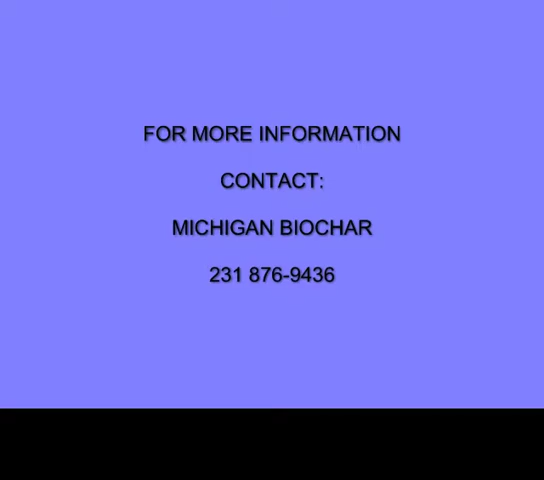 FOR MORE INFORMATION
CONTACT:
MICHIGAN BIOCHAR
231 876-9436